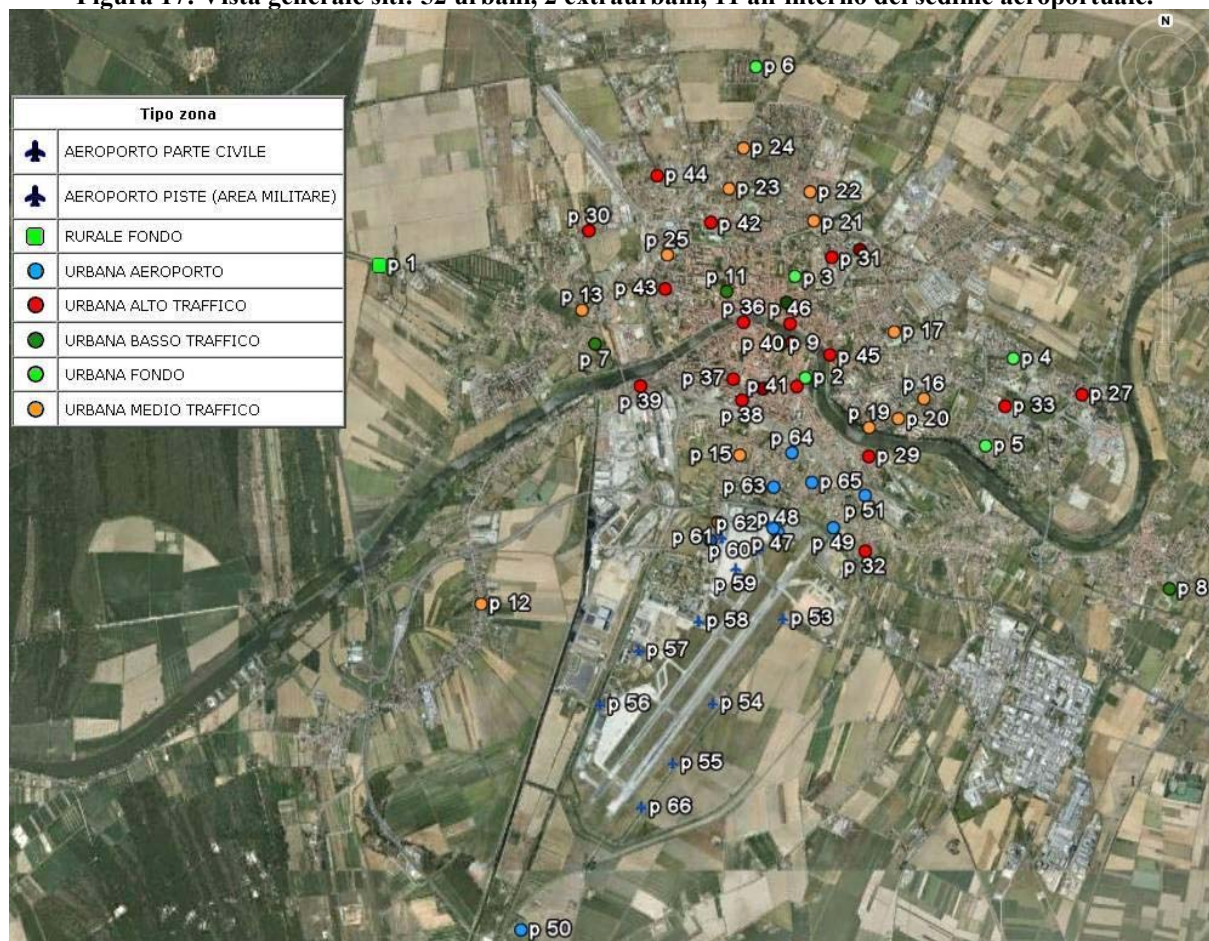 Figura 17: Vista generale siti: 52 urbani, 2 extraurbani, 11 all'interno del sedime aeroportuale.
N
p 6
Tipo zona
AEROPORTO PARTE CIVILE
AEROPORTO PISTE (AREA MILITARE)
RURALE FONDO
URBANA AEROPORTO
URBANA ALTO TRAFFICO
URBANA BASSO TRAFFICO
URBANA FONDO
URBANA MEDIO TRAFFICO
p 24
p 44
p 23
p 22
p 30
p 42
p 21
p 25
p 31
p 1
p 3
p 11
p 43
p 13
p 36
p 46
p 17
p 7
p 40
p 9
p 45
p 4
p 37
p 41
p 2
p 39
p 38
p 16
p 27
p 33
p 19
p 20
p 5
p 15
p 64
p 29
p 63
p 65
p 51
p 62
p 48
p 61
p 60
p 47
p 49
p 32
p 59
p 8
p 12
p 58
p 53
p 57
p 56
p 54
p 55
p 66
p 50